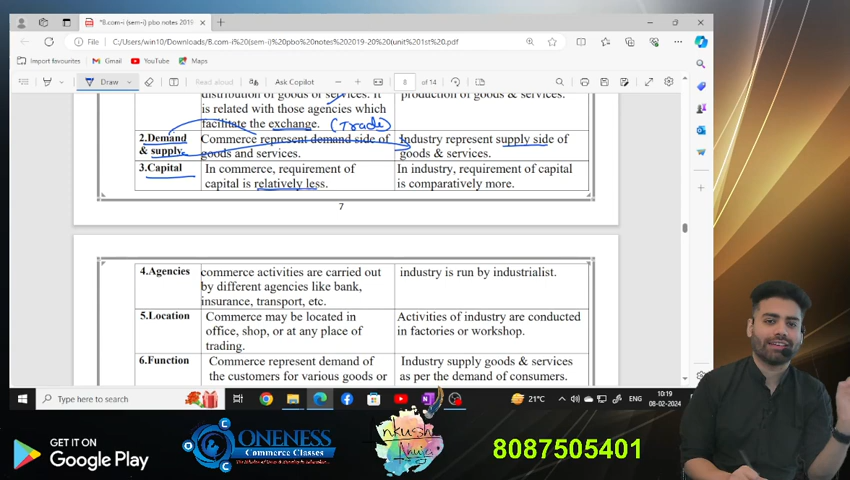 *B.com-i (sem-i) pbo notes 2019
C:/Users/win10/Downloads/B.com-i%20(sem-i)%20pbo%20notes%202019-20%20(unit%201st%20.pdf
Import favourites
Gmail
YouTube
Maps
Draw
Read aloud
Ask Copilot
8
of 14
distribution of goods or services. It
is related with those agencies which
facilitate the exchange.
(Trade)
production of goods & services.
2.Demand
& supply
Commerce represent demand side of
goods and services.
Industry represent supply side of
goods & services.
3.Capital
In commerce, requirement of
capital is relatively less.
In industry, requirement of capital
is comparatively more.
7
4.Agencies
commerce activities are carried out
by different agencies like bank,
insurance, transport, etc.
industry is run by industrialist.
5.Location
Commerce may be located in
office, shop, or at any place of
trading.
Activities of industry are conducted
in factories or workshop.
6.Function
Commerce represent demand of
the customers for various goods or
Industry supply goods & services
as per the demand of consumers.
Type here to search
21°C
ENG
10:19
08-02-2024
GET IT ON
Google Play
ONENESS
Commerce Classes
Ankush
Ahuja
8087505401